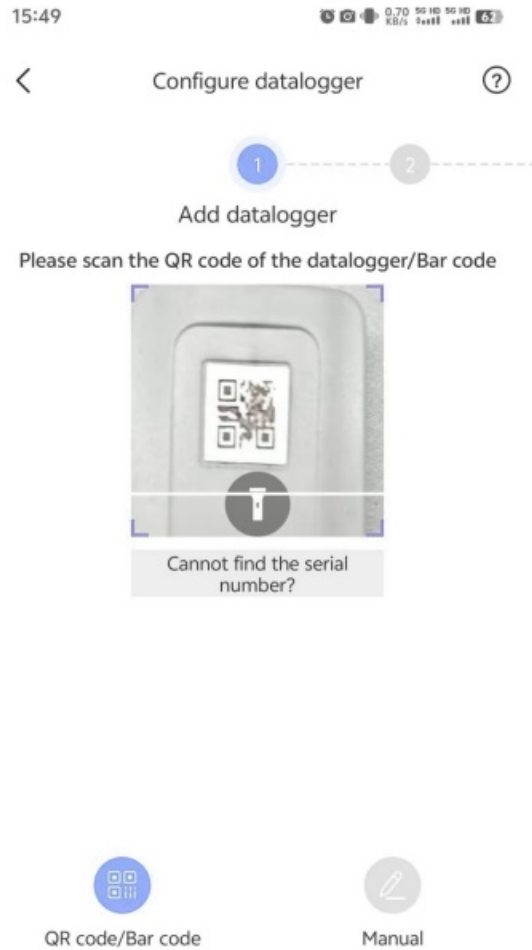 15:49
0.70
KB/s
5G HD
5G HD
62
Configure datalogger
?
1
2
Add datalogger
Please scan the QR code of the datalogger/Bar code
Cannot find the serial
number?
QR code/Bar code
Manual